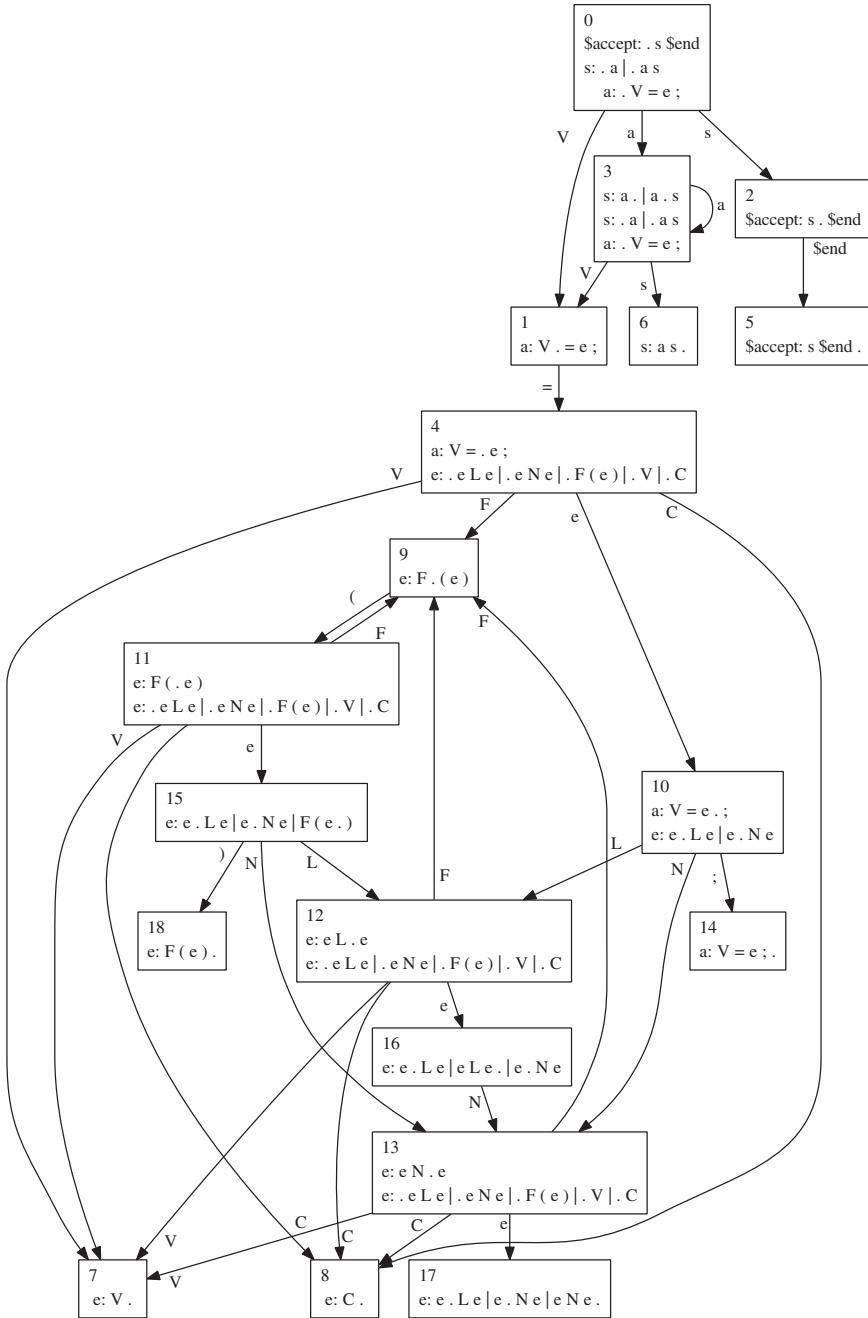 0
$accept: . s $end
s: . a | . a s
a: . V = e ;
V
a
s
3
s: a . | a . s
s: . a | . a s
a: . V = e ;
a
2
$accept: s . $end
$end
V
s
1
a: V . = e ;
6
s: a s .
5
$accept: s $end .
=
4
a: V = . e ;
e: . e L e | . e N e | . F ( e ) | . V | . C
V
F
e
C
9
e: F . ( e )
(
F
F
11
e: F ( . e )
e: . e L e | . e N e | . F ( e ) | . V | . C
V
e
15
e: e . L e | e . N e | F ( e . )
10
a: V = e . ;
e: e . L e | e . N e
)
N
L
F
L
N
;
18
e: F ( e ) .
12
e: e L . e
e: . e L e | . e N e | . F ( e ) | . V | . C
14
a: V = e ; .
e
16
e: e . L e | e L e . | e . N e
N
13
e: e N . e
e: . e L e | . e N e | . F ( e ) | . V | . C
V
C
C
C
e
V
7
e: V .
8
e: C .
17
e: e . L e | e . N e | e N e .